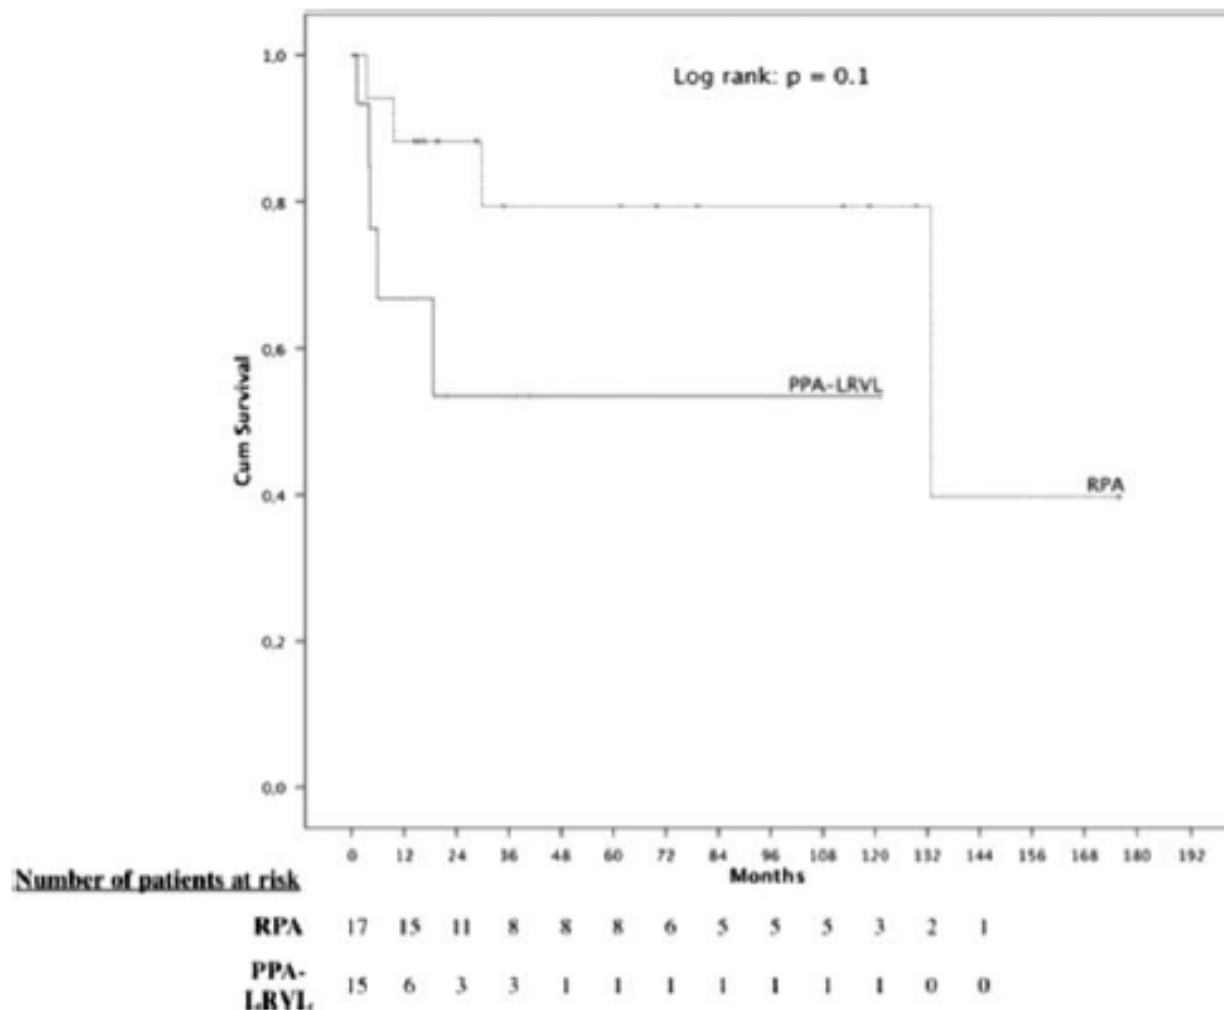 Log rank: p = 0.1
1,0
0,8
0,6
0,4
0,2
0,0
Cum Survival
PPA-LRVL
RPA
0 12 24 36 48 60 72 84 96 108 120 132 144 156 168 180 192
Months
Number of patients at risk
RPA 17 15 11 8 8 8 6 5 5 5 3 2 1
PPA-
LRVL 15 6 3 3 1 1 1 1 1 1 1 0 0